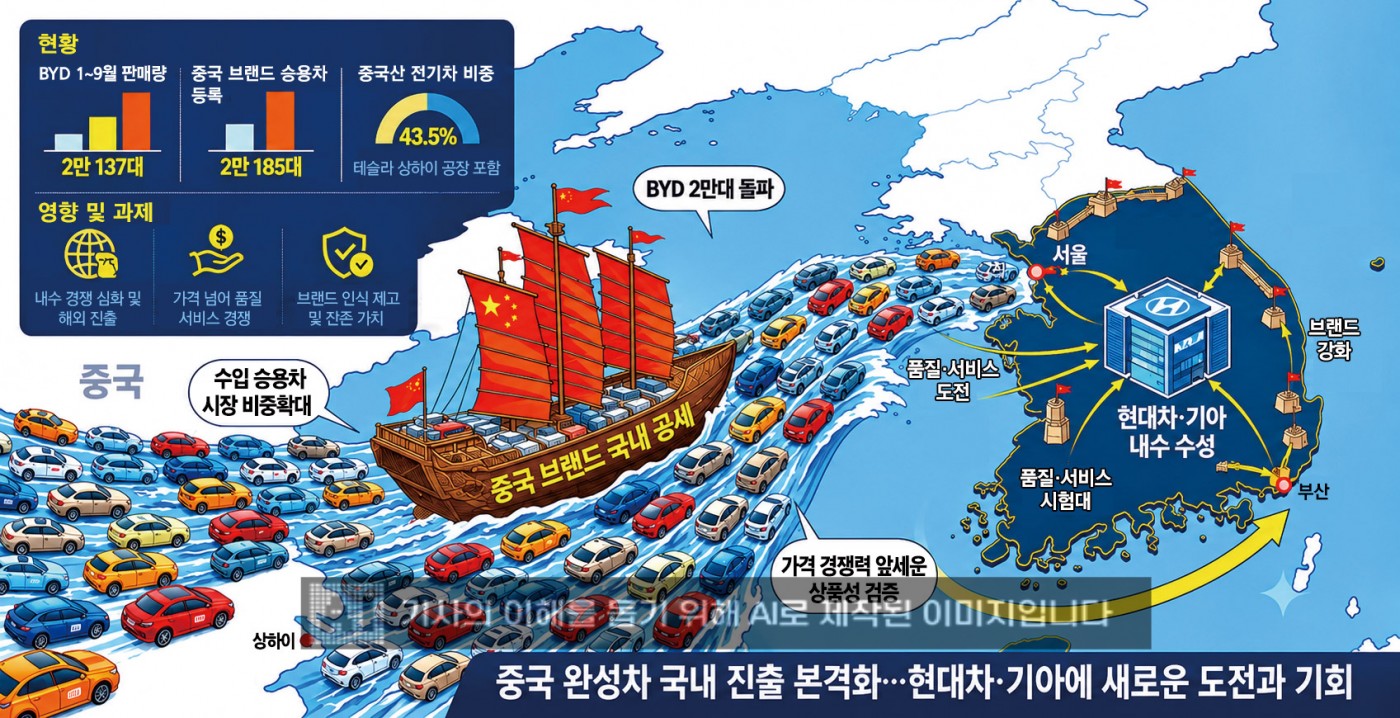 현황
BYD 1~9월 판매량
2만 137대
중국 브랜드 승용차
등록
2만 185대
중국산 전기차 비중
43.5%
테슬라 상하이 공장 포함
영향 및 과제
내수 경쟁 심화 및
해외 진출
가격 넘어 품질
서비스 경쟁
브랜드 인식 제고
및 잔존 가치
BYD 2만대 돌파
중국
수입 승용차
시장 비중확대
중국 브랜드 국내 공세
서울
브랜드
강화
품질·서비스
도전
현대차·기아
내수 수성
품질·서비스
시험대
부산
가격 경쟁력 앞세운
상품성 검증
기사의 이해를 돕기 위해 AI로 제작된 이미지입니다
상하이
중국 완성차 국내 진출 본격화…현대차·기아에 새로운 도전과 기회